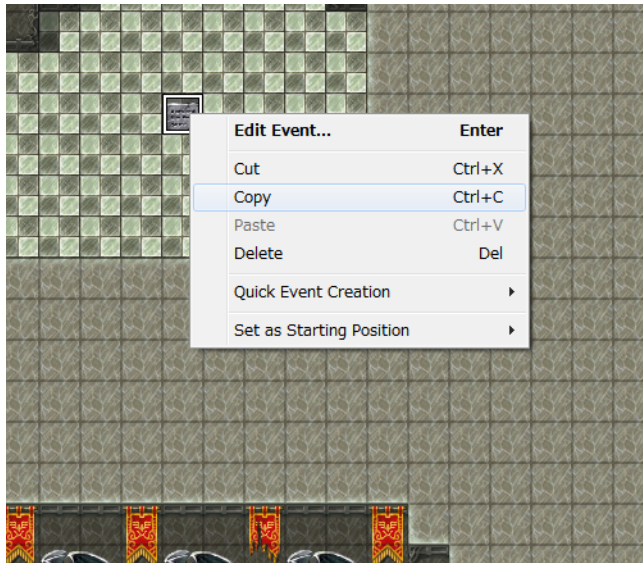 Edit Event... Enter
Cut Ctrl+X
Copy Ctrl+C
Paste Ctrl+V
Delete Del
Quick Event Creation
Set as Starting Position